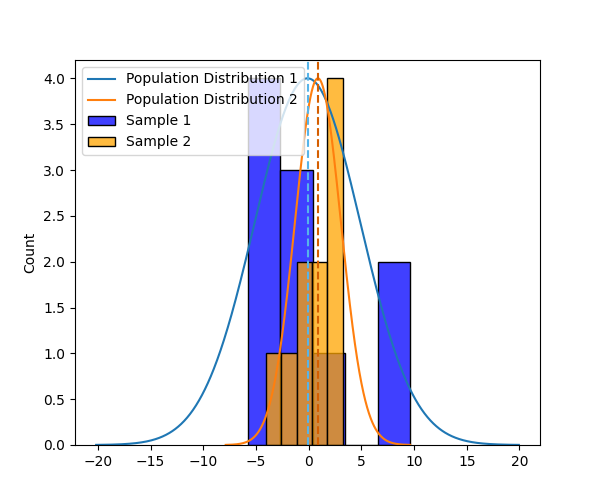 Population Distribution 1
Population Distribution 2
Sample 1
Sample 2
4.0
3.5
3.0
2.5
2.0
1.5
1.0
0.5
0.0
Count
−20 −15 −10 −5 0 5 10 15 20